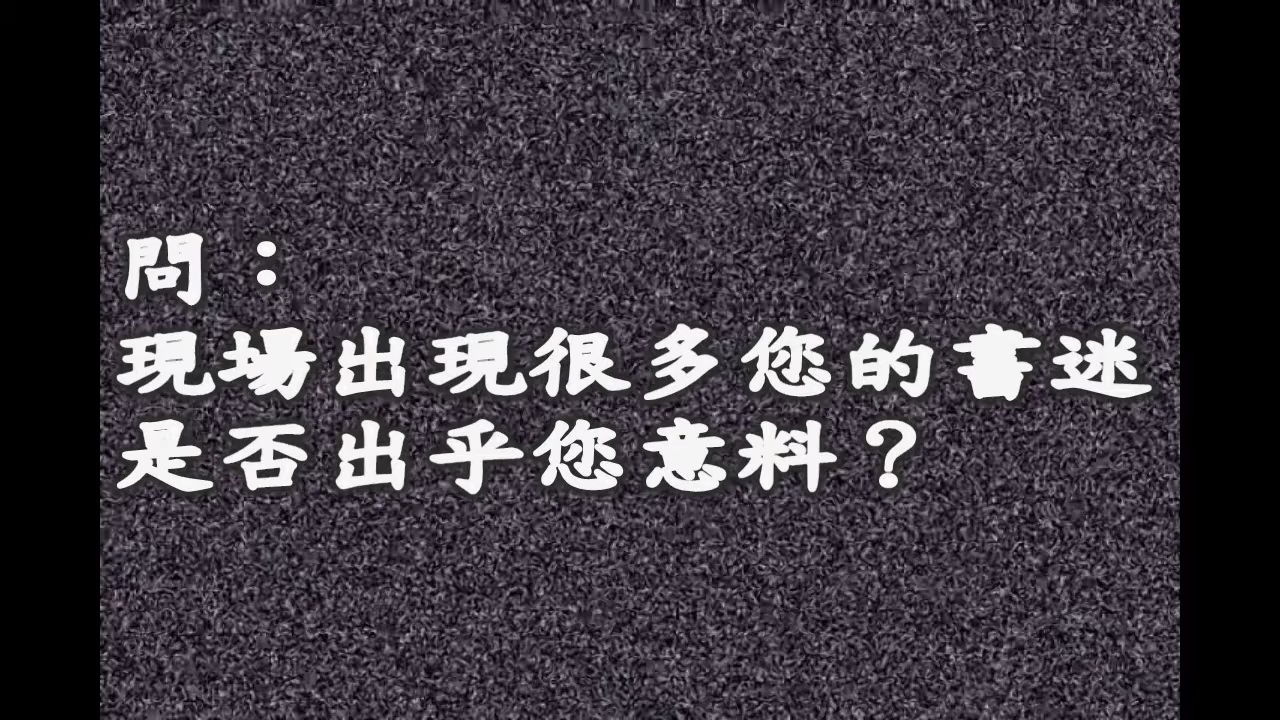 問：
現場出現很多您的書迷
是否出乎您意料？